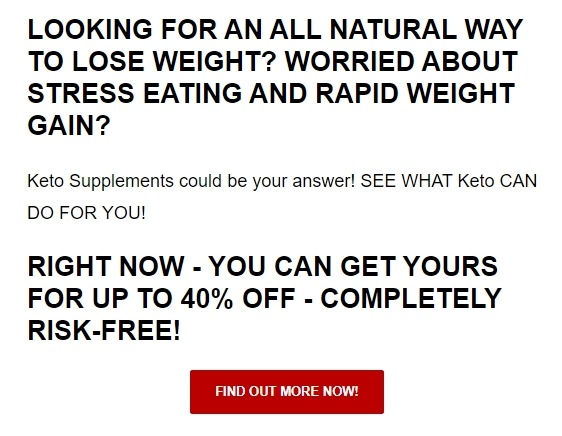 LOOKING FOR AN ALL NATURAL WAY
TO LOSE WEIGHT? WORRIED ABOUT
STRESS EATING AND RAPID WEIGHT
GAIN?
Keto Supplements could be your answer! SEE WHAT Keto CAN
DO FOR YOU!
RIGHT NOW - YOU CAN GET YOURS
FOR UP TO 40% OFF - COMPLETELY
RISK-FREE!
FIND OUT MORE NOW!